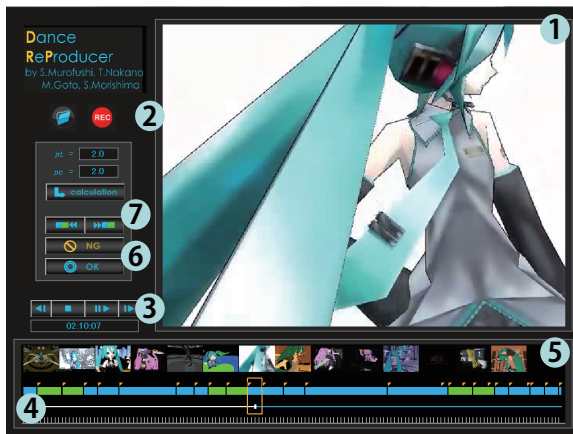 Dance
ReProducer
by S.Murofushi, T.Nakano
M.Goto, S.Morishima
1
2
REC
pt = 2.0
pc = 2.0
calculation
7
NG
6
OK
3
02:10:07
5
4